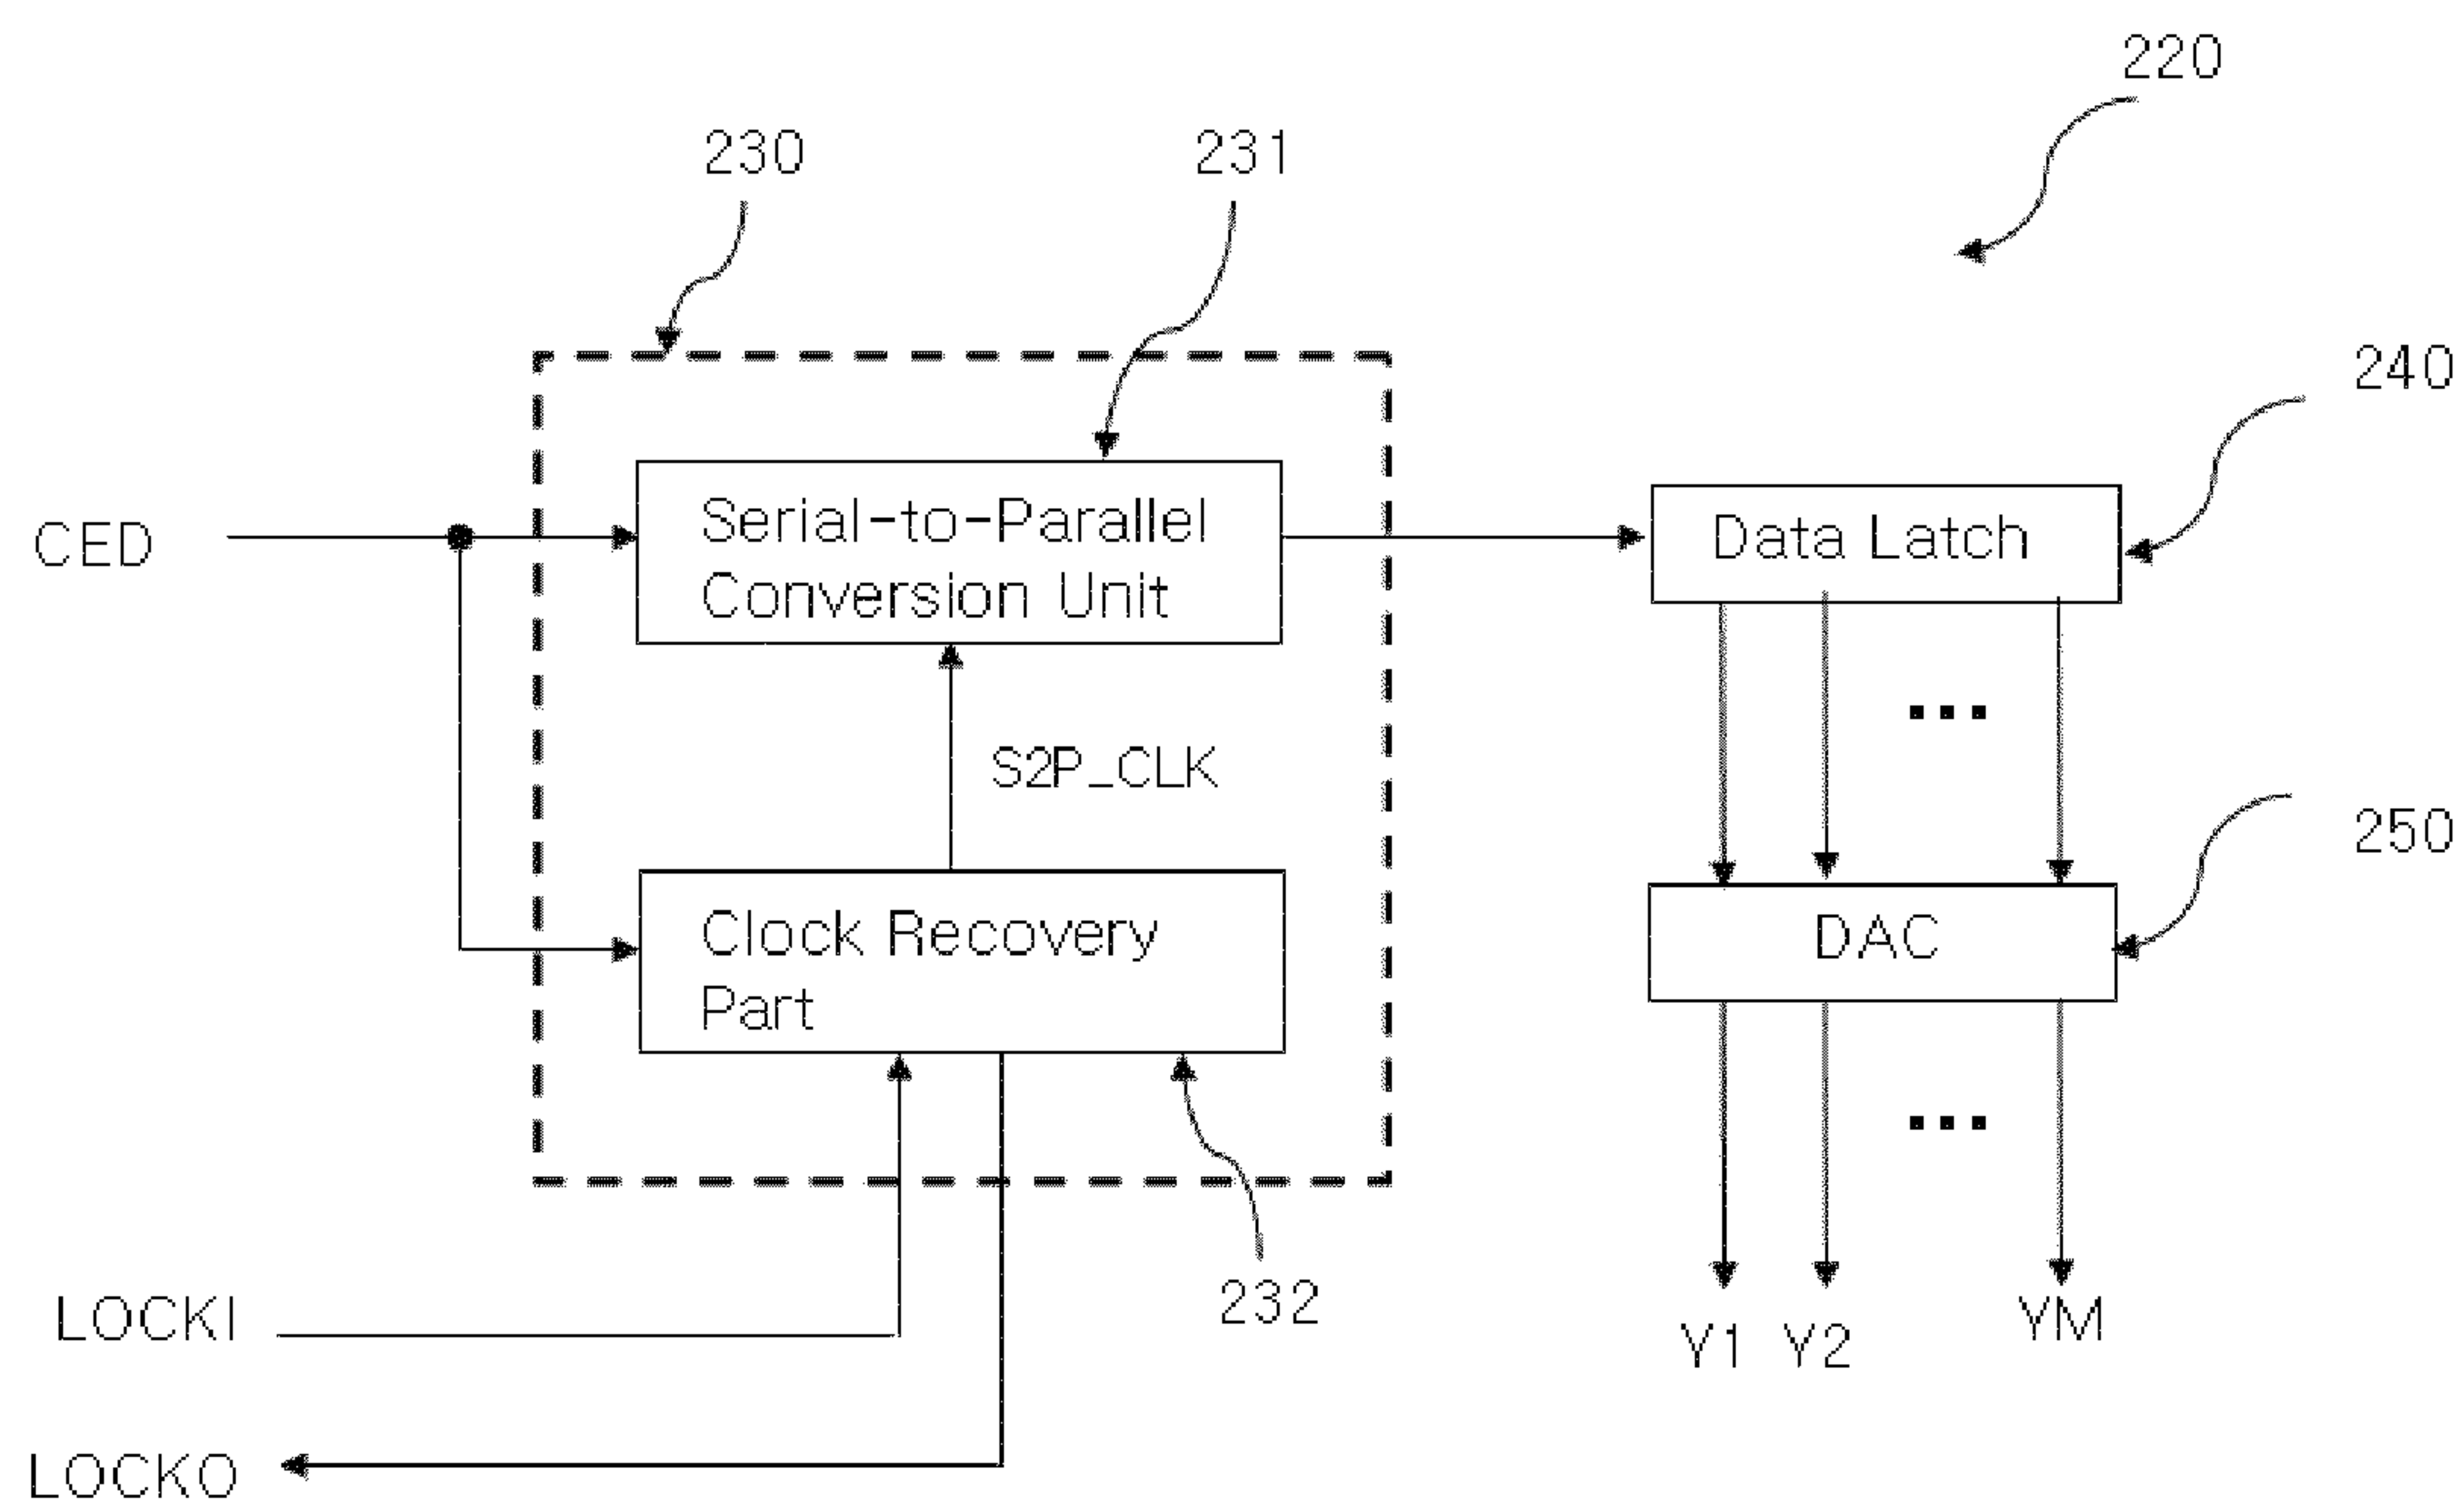 220
230
231
240
CED
Serial-to-Parallel
Conversion Unit
Data Latch
...
S2P_CLK
250
Clock Recovery
Part
DAC
...
232
LOCKI
Y1
Y2
YM
LOCKO